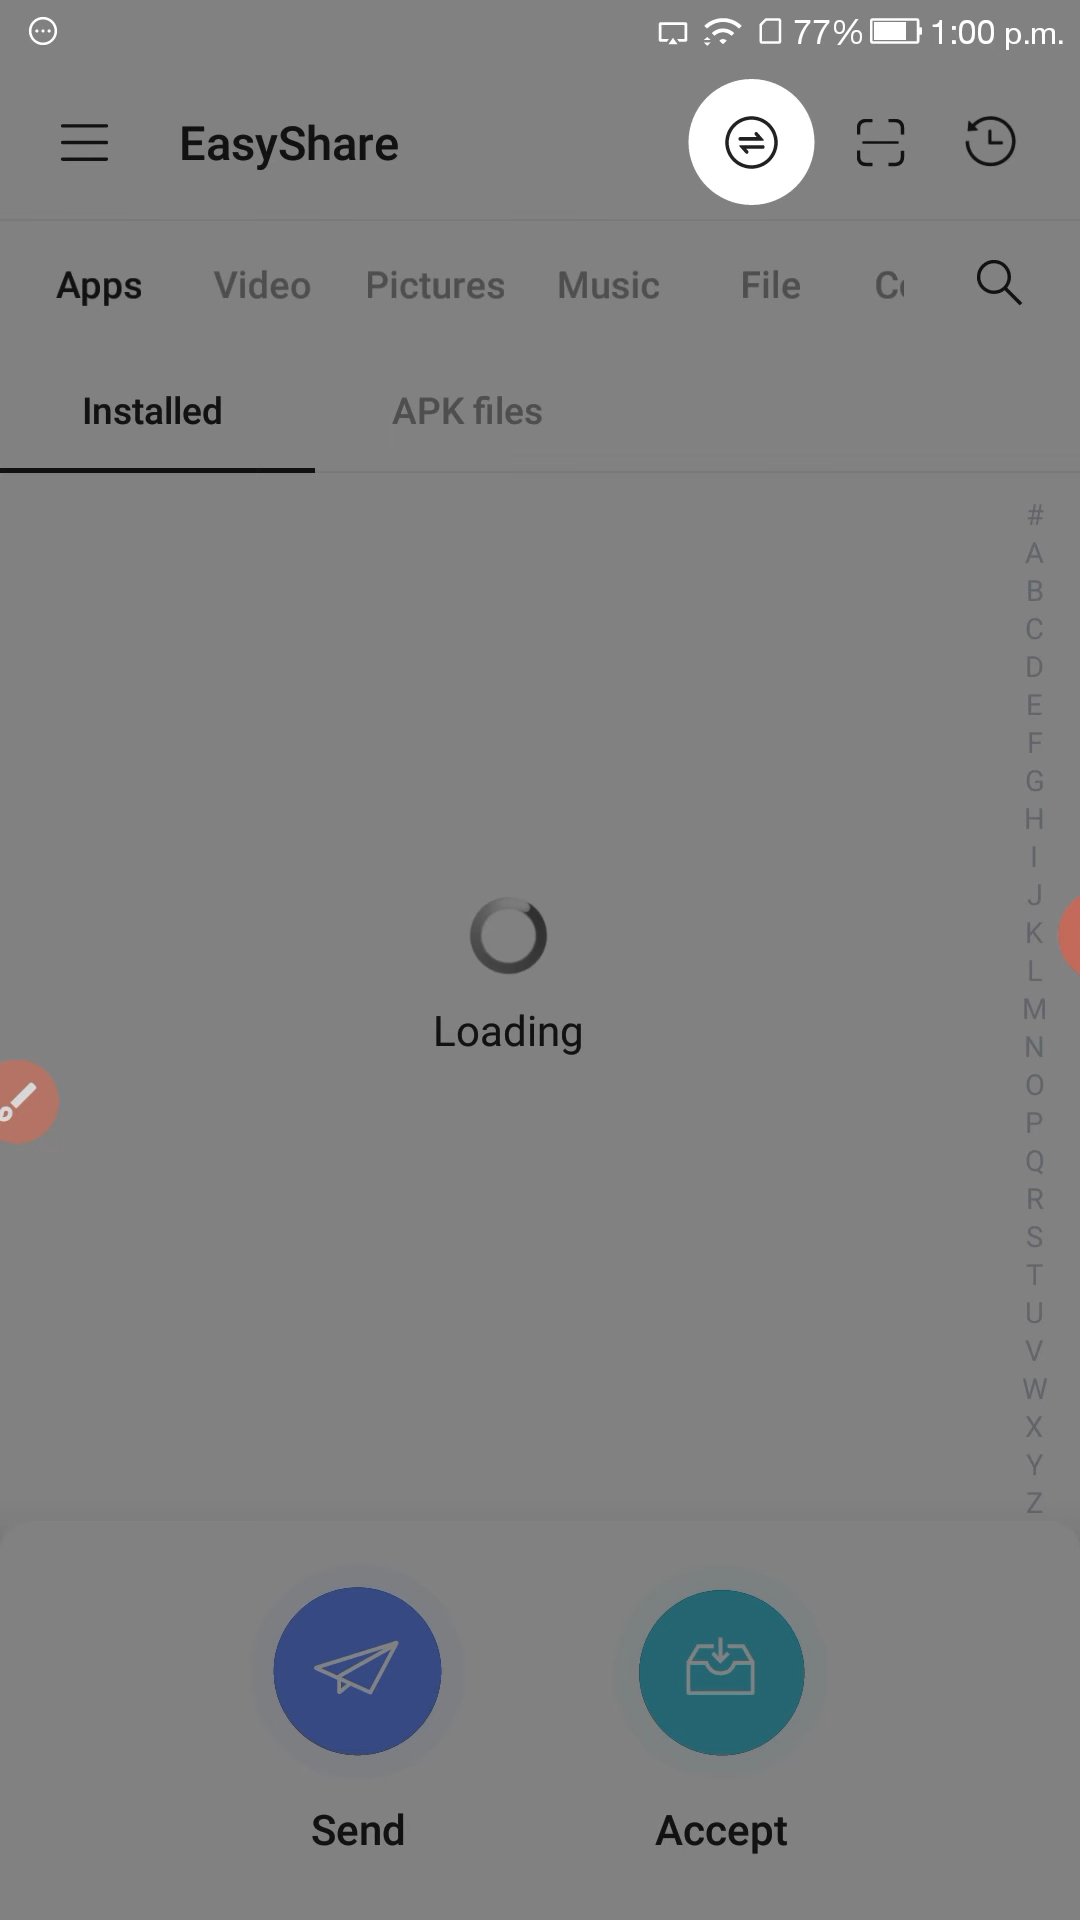 77% 1:00 p.m.
EasyShare
Apps Video Pictures Music File
Installed APK files
#
A
B
C
D
E
F
G
H
I
J
K
L
M
N
O
P
Q
R
S
T
U
V
W
X
Y
Z
Loading
Send Accept